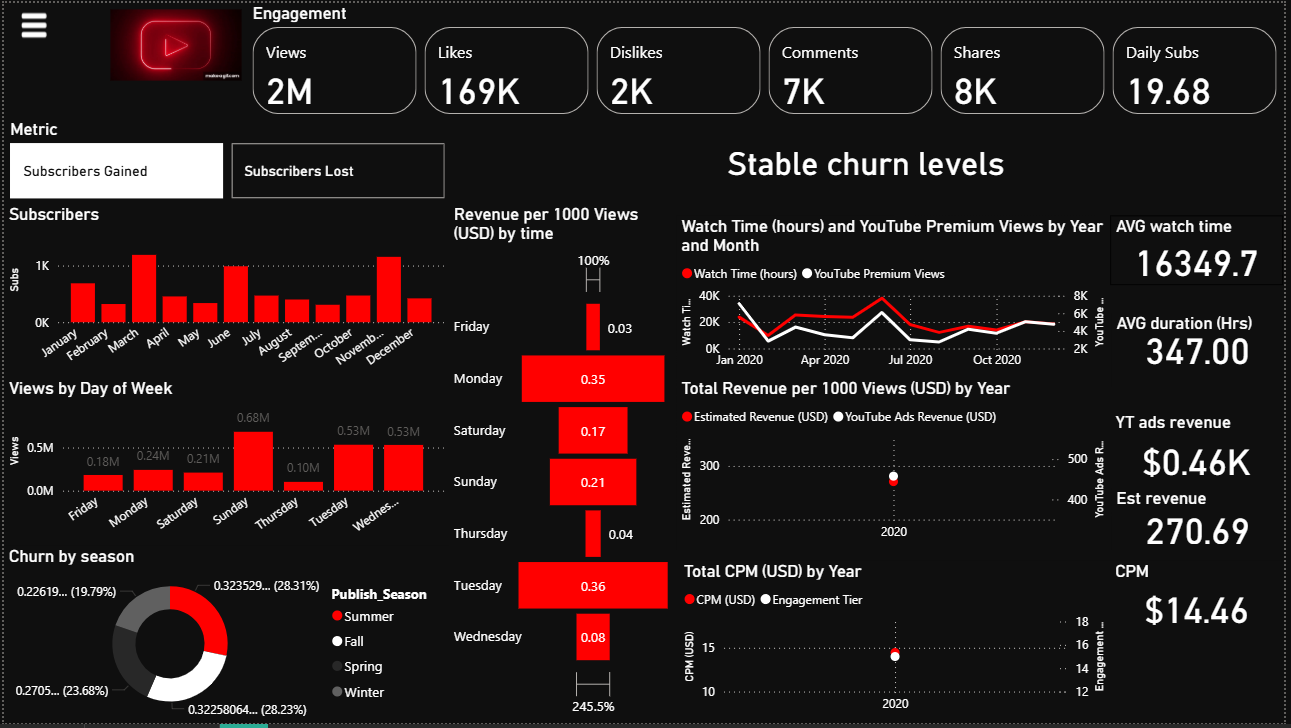 Engagement
Views
2M
Likes
169K
Dislikes
2K
Comments
7K
Shares
8K
Daily Subs
19.68
Metric
Subscribers Gained
Subscribers Lost
Stable churn levels
Subscribers
Subs
1K
0K
January
February
March
April
May
June
July
August
Septem...
October
Novemb...
December
Views by Day of Week
Views
0.5M
0.0M
0.18M
0.24M
0.21M
0.68M
0.10M
0.53M
0.53M
Friday
Monday
Saturday
Sunday
Thursday
Tuesday
Wednes...
Churn by season
0.22619... (19.79%)
0.323529... (28.31%)
0.2705... (23.68%)
0.32258064... (28.23%)
Publish_Season
Summer
Fall
Spring
Winter
Revenue per 1000 Views
(USD) by time
100%
Friday
0.03
Monday
0.35
Saturday
0.17
Sunday
0.21
Thursday
0.04
Tuesday
0.36
Wednesday
0.08
245.5%
Watch Time (hours) and YouTube Premium Views by Year
and Month
Watch Time (hours)
YouTube Premium Views
Watch Ti...
40K
20K
0K
YouTube ...
8K
6K
4K
2K
Jan 2020
Apr 2020
Jul 2020
Oct 2020
Total Revenue per 1000 Views (USD) by Year
Estimated Revenue (USD)
YouTube Ads Revenue (USD)
Estimated Reve...
300
200
YouTube Ads R...
500
400
2020
Total CPM (USD) by Year
CPM (USD)
Engagement Tier
CPM (USD)
15
10
Engagement ...
18
16
14
12
2020
AVG watch time
16349.7
AVG duration (Hrs)
347.00
YT ads revenue
$0.46K
Est revenue
270.69
CPM
$14.46